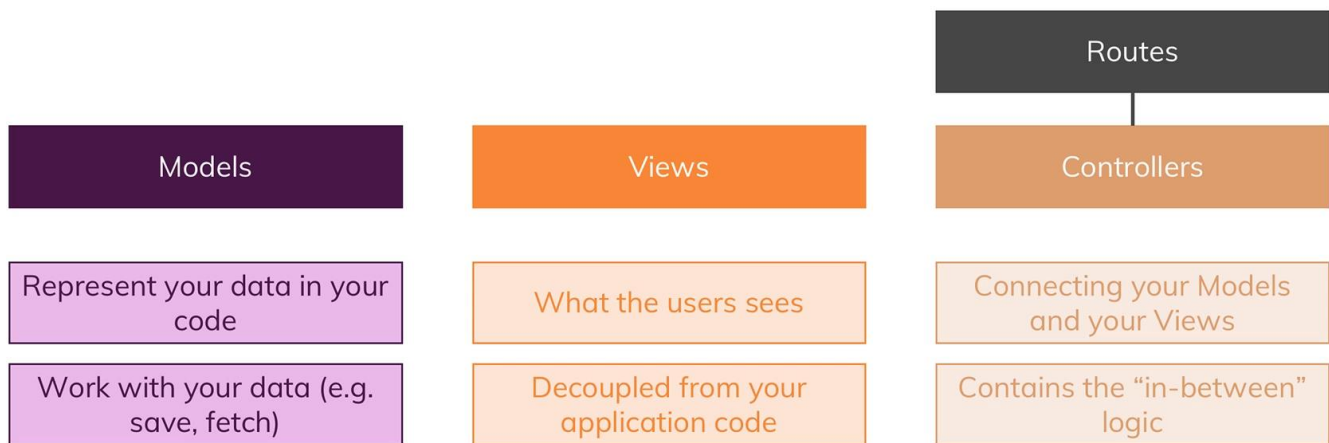 Routes
Models
Views
Controllers
Represent your data in your
code
What the users sees
Connecting your Models
and your Views
Work with your data (e.g.
save, fetch)
Decoupled from your
application code
Contains the “in-between”
logic